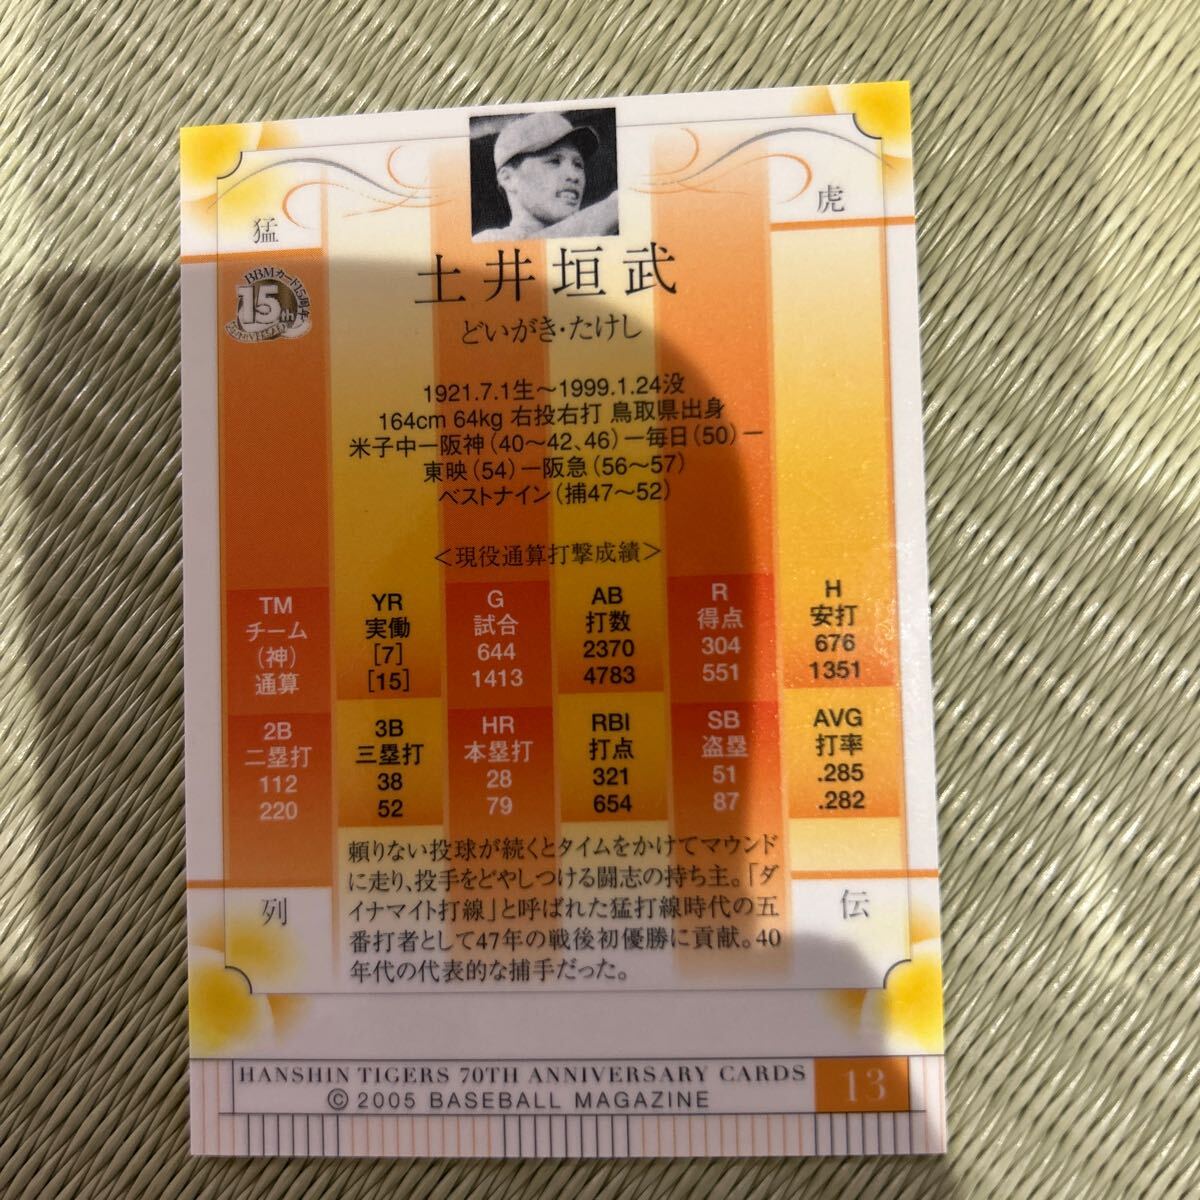 猛
虎
BBMカード15周年
15th
ANNIVERSARY
土井垣武
どいがき・たけし
1921.7.1生～1999.1.24没
164cm 64kg 右投右打 鳥取県出身
米子中ー阪神（40～42、46）ー毎日（50）ー
東映（54）ー阪急（56～57）
ベストナイン（捕47～52）
＜現役通算打撃成績＞
TM YR G AB R H
チーム 実働 試合 打数 得点 安打
(神) [7] 644 2370 304 676
通算 [15] 1413 4783 551 1351
2B 3B HR RBI SB AVG
二塁打 三塁打 本塁打 打点 盗塁 打率
112 38 28 321 51 .285
220 52 79 654 87 .282
頼りない投球が続くとタイムをかけてマウンド
に走り、投手をどやしつける闘志の持ち主。「ダ
イナマイト打線」と呼ばれた猛打線時代の五
番打者として47年の戦後初優勝に貢献。40
年代の代表的な捕手だった。
列
伝
HANSHIN TIGERS 70TH ANNIVERSARY CARDS
© 2005 BASEBALL MAGAZINE
13